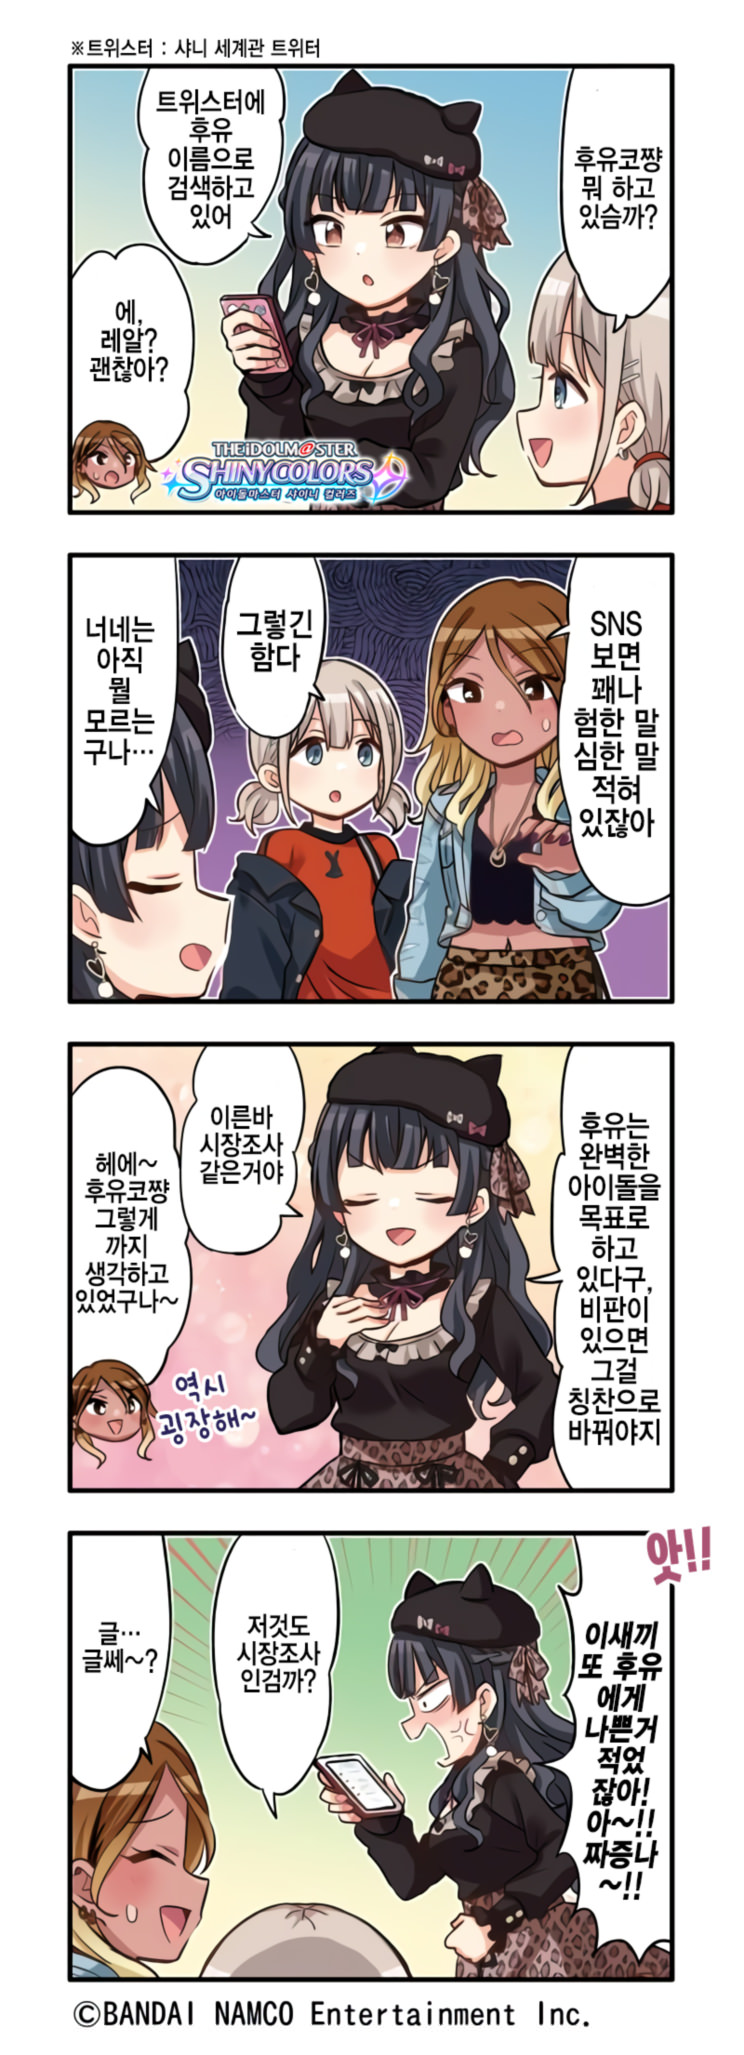 ※트위스터 : 샤니 세계관 트위터
후유코쨩
뭐 하고
있슴까?
트위스터에
후유
이름으로
검색하고
있어
에,
레알?
괜찮아?
THE iDOLM@STER
SHINY COLORS
아이돌마스터 샤이니 컬러즈
SNS
보면
꽤나
험한 말
심한 말
적혀
있잖아
그렇긴
함다
너네는
아직
뭘
모르는
구나…
후유는
완벽한
아이돌을
목표로
하고
있다구,
비판이
있으면
그걸
칭찬으로
바꿔야지
이른바
시장조사
같은거야
헤에~
후유코쨩
그렇게
까지
생각하고
있었구나~
역시
굉장해~
앗!!
이새끼
또 후유
에게
나쁜거
적었
잖아!
아~!!
짜증나
~!!
저것도
시장조사
인검까?
글…
글쎄~?
©BANDAI NAMCO Entertainment Inc.